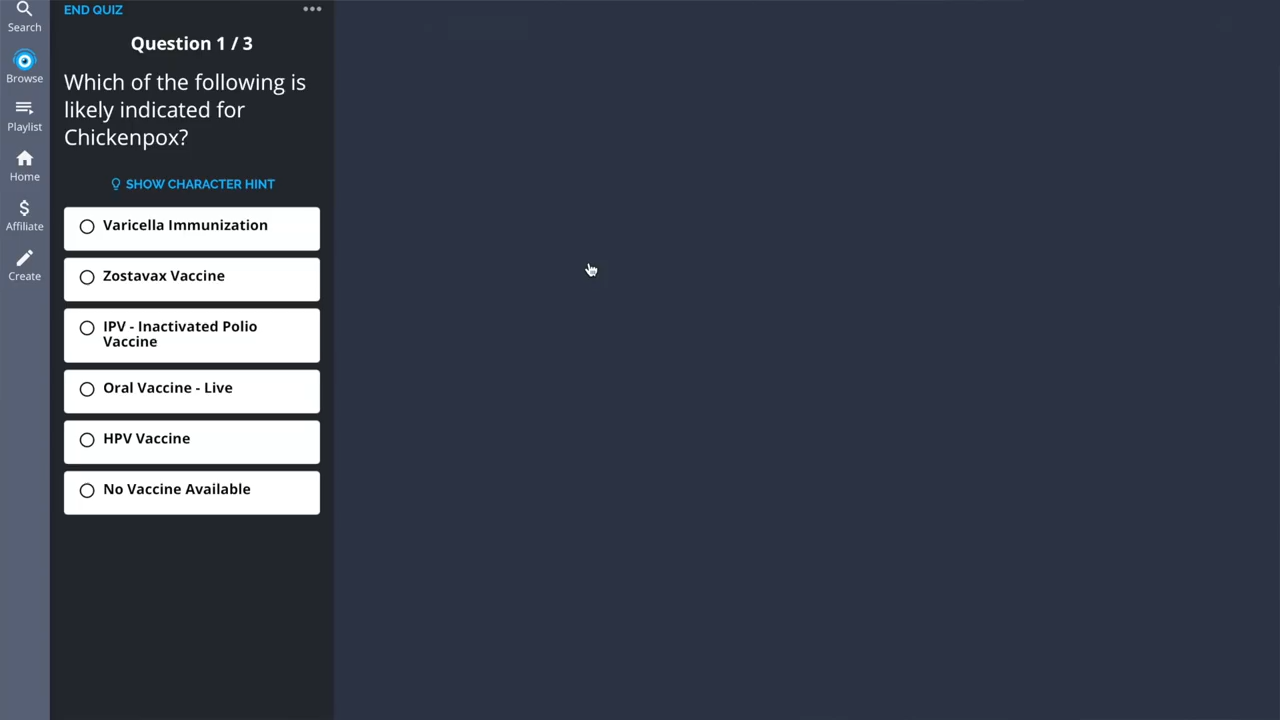 Search
Browse
Playlist
Home
Affiliate
Create
END QUIZ
Question 1 / 3
Which of the following is
likely indicated for
Chickenpox?
SHOW CHARACTER HINT
Varicella Immunization
Zostavax Vaccine
IPV - Inactivated Polio
Vaccine
Oral Vaccine - Live
HPV Vaccine
No Vaccine Available